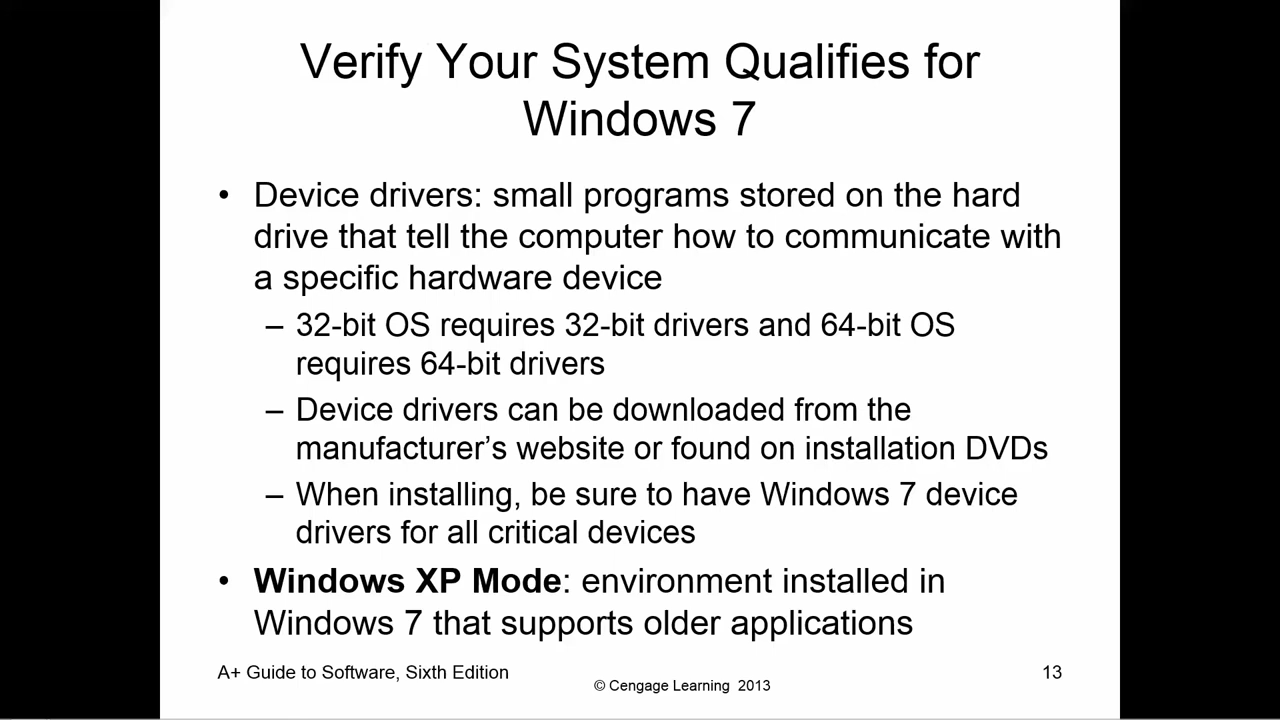 Verify Your System Qualifies for
Windows 7
• Device drivers: small programs stored on the hard
drive that tell the computer how to communicate with
a specific hardware device
– 32-bit OS requires 32-bit drivers and 64-bit OS
requires 64-bit drivers
– Device drivers can be downloaded from the
manufacturer’s website or found on installation DVDs
– When installing, be sure to have Windows 7 device
drivers for all critical devices
• Windows XP Mode: environment installed in
Windows 7 that supports older applications
A+ Guide to Software, Sixth Edition
© Cengage Learning 2013
13